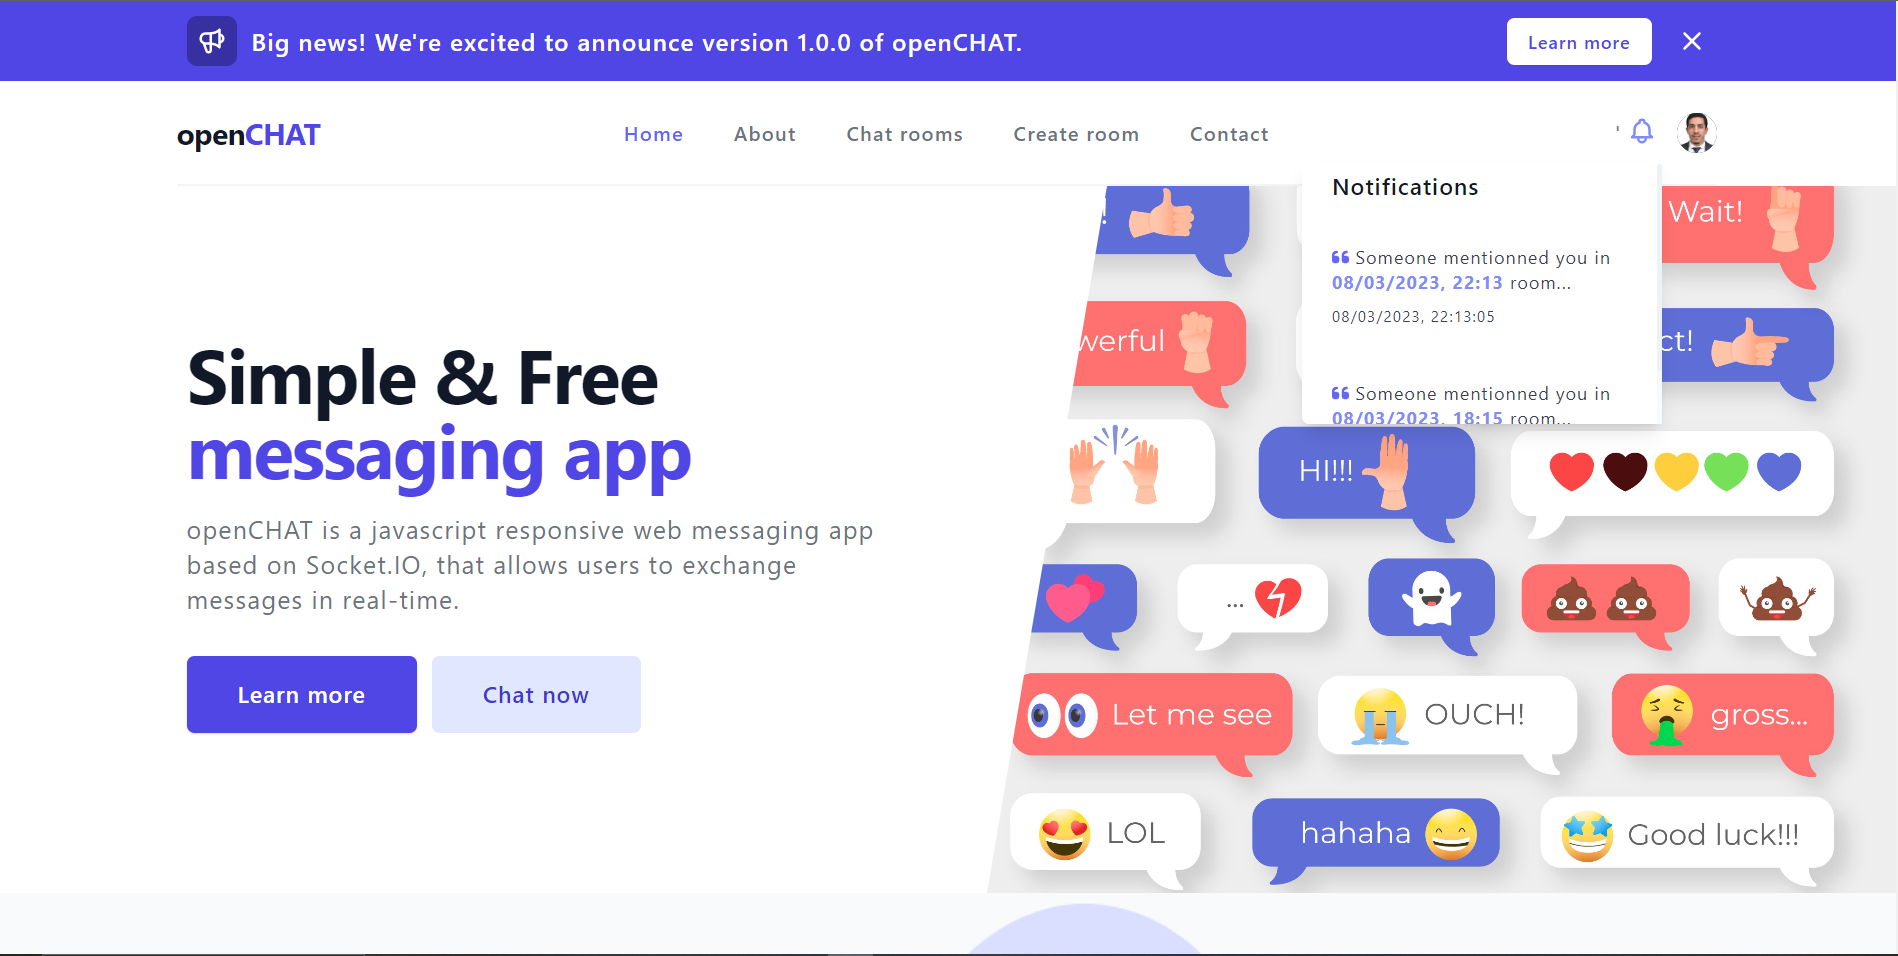 Big news! We're excited to announce version 1.0.0 of openCHAT.
Learn more
openCHAT
Home
About
Chat rooms
Create room
Contact
Notifications
Someone mentionned you in
08/03/2023, 22:13 room...
08/03/2023, 22:13:05
Someone mentionned you in
08/03/2023, 18:15 room...
Simple & Free
messaging app
openCHAT is a javascript responsive web messaging app
based on Socket.IO, that allows users to exchange
messages in real-time.
Learn more
Chat now
!
Wait!
werful
ct!
HI!!!
...
Let me see
OUCH!
gross...
LOL
hahaha
Good luck!!!